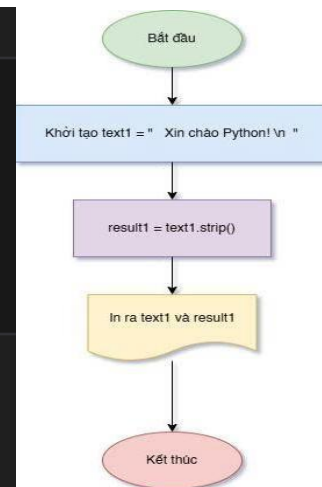 Bắt đầu
Khởi tạo text1 = "   Xin chào Python! \n  "
result1 = text1.strip()
In ra text1 và result1
Kết thúc